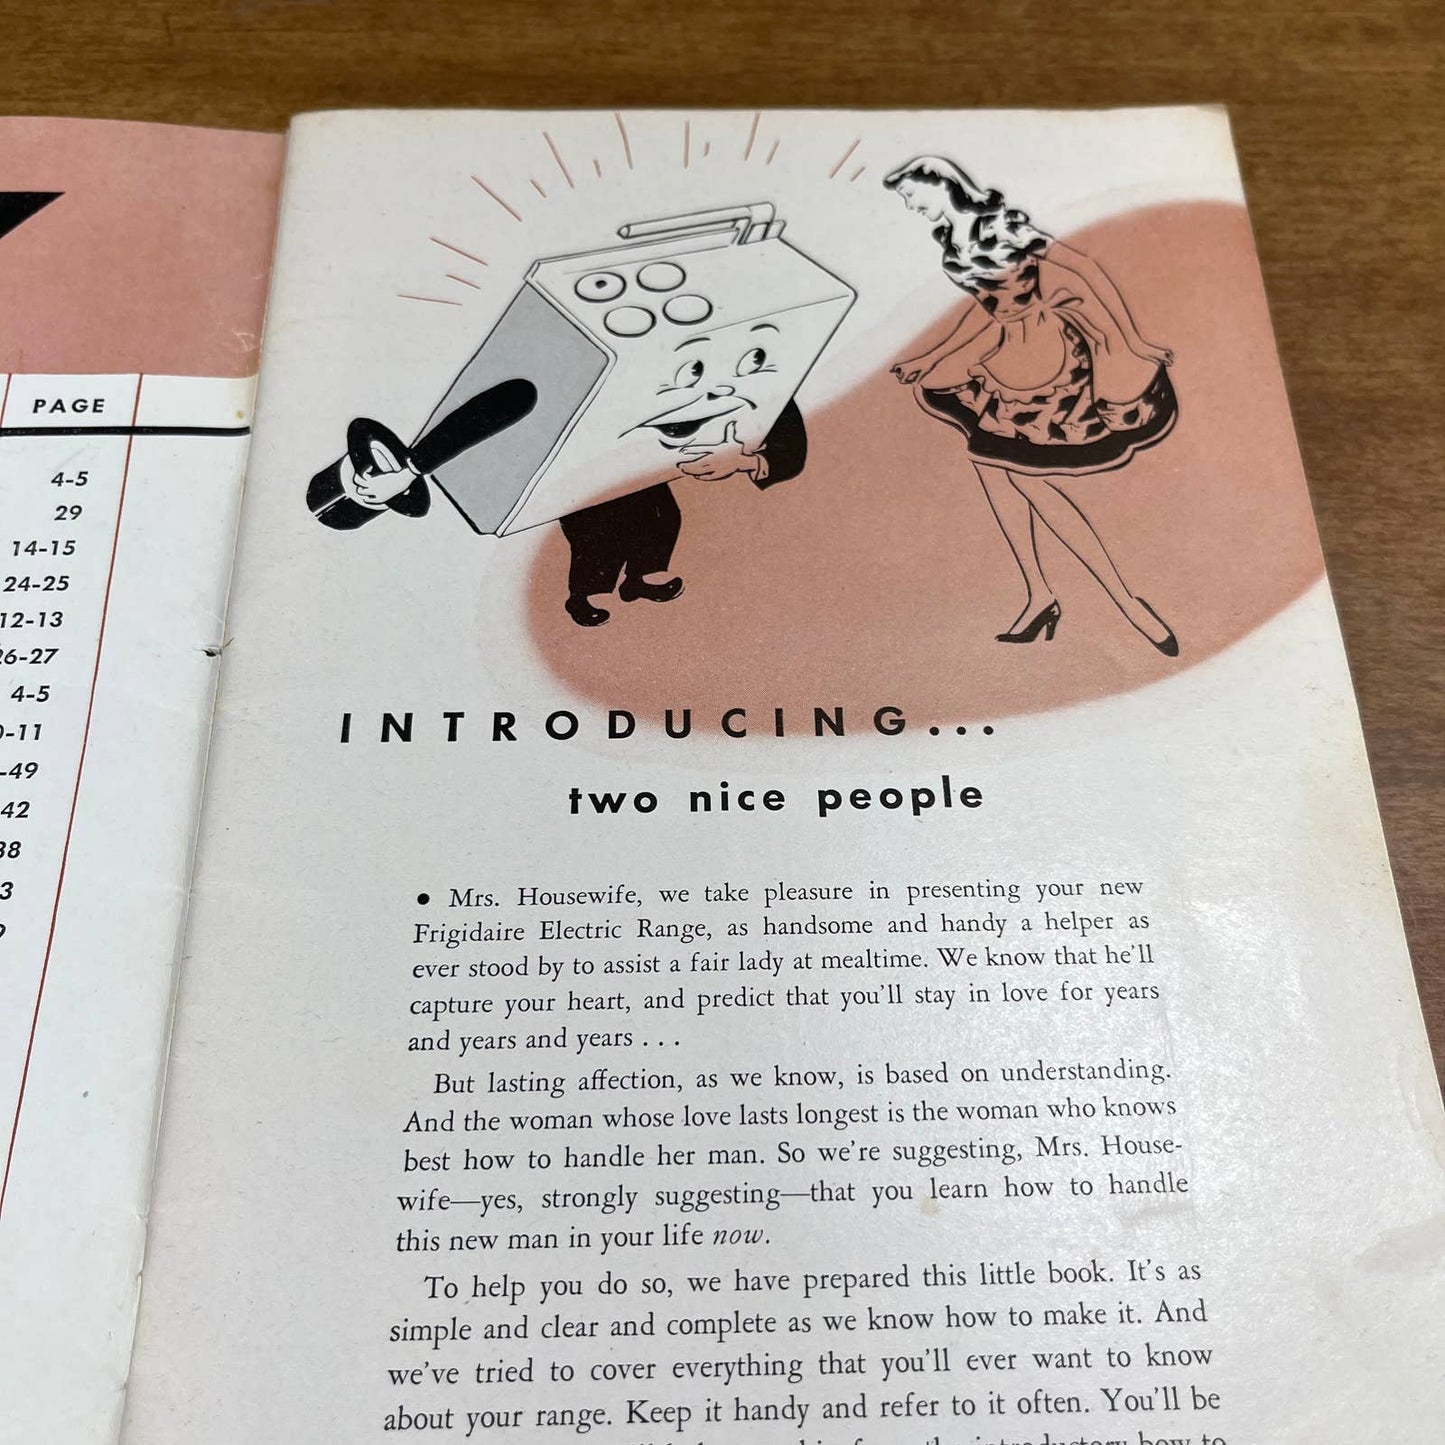 PAGE
4-5
29
14-15
24-25
12-13
26-27
4-5
-11
-49
42
38
3
INTRODUCING...
two nice people
• Mrs. Housewife, we take pleasure in presenting your new
Frigidaire Electric Range, as handsome and handy a helper as
ever stood by to assist a fair lady at mealtime. We know that he'll
capture your heart, and predict that you'll stay in love for years
and years and years . . .
But lasting affection, as we know, is based on understanding.
And the woman whose love lasts longest is the woman who knows
best how to handle her man. So we're suggesting, Mrs. House-
wife—yes, strongly suggesting—that you learn how to handle
this new man in your life now.
To help you do so, we have prepared this little book. It's as
simple and clear and complete as we know how to make it. And
we've tried to cover everything that you'll ever want to know
about your range. Keep it handy and refer to it often. You'll be
introductory how to